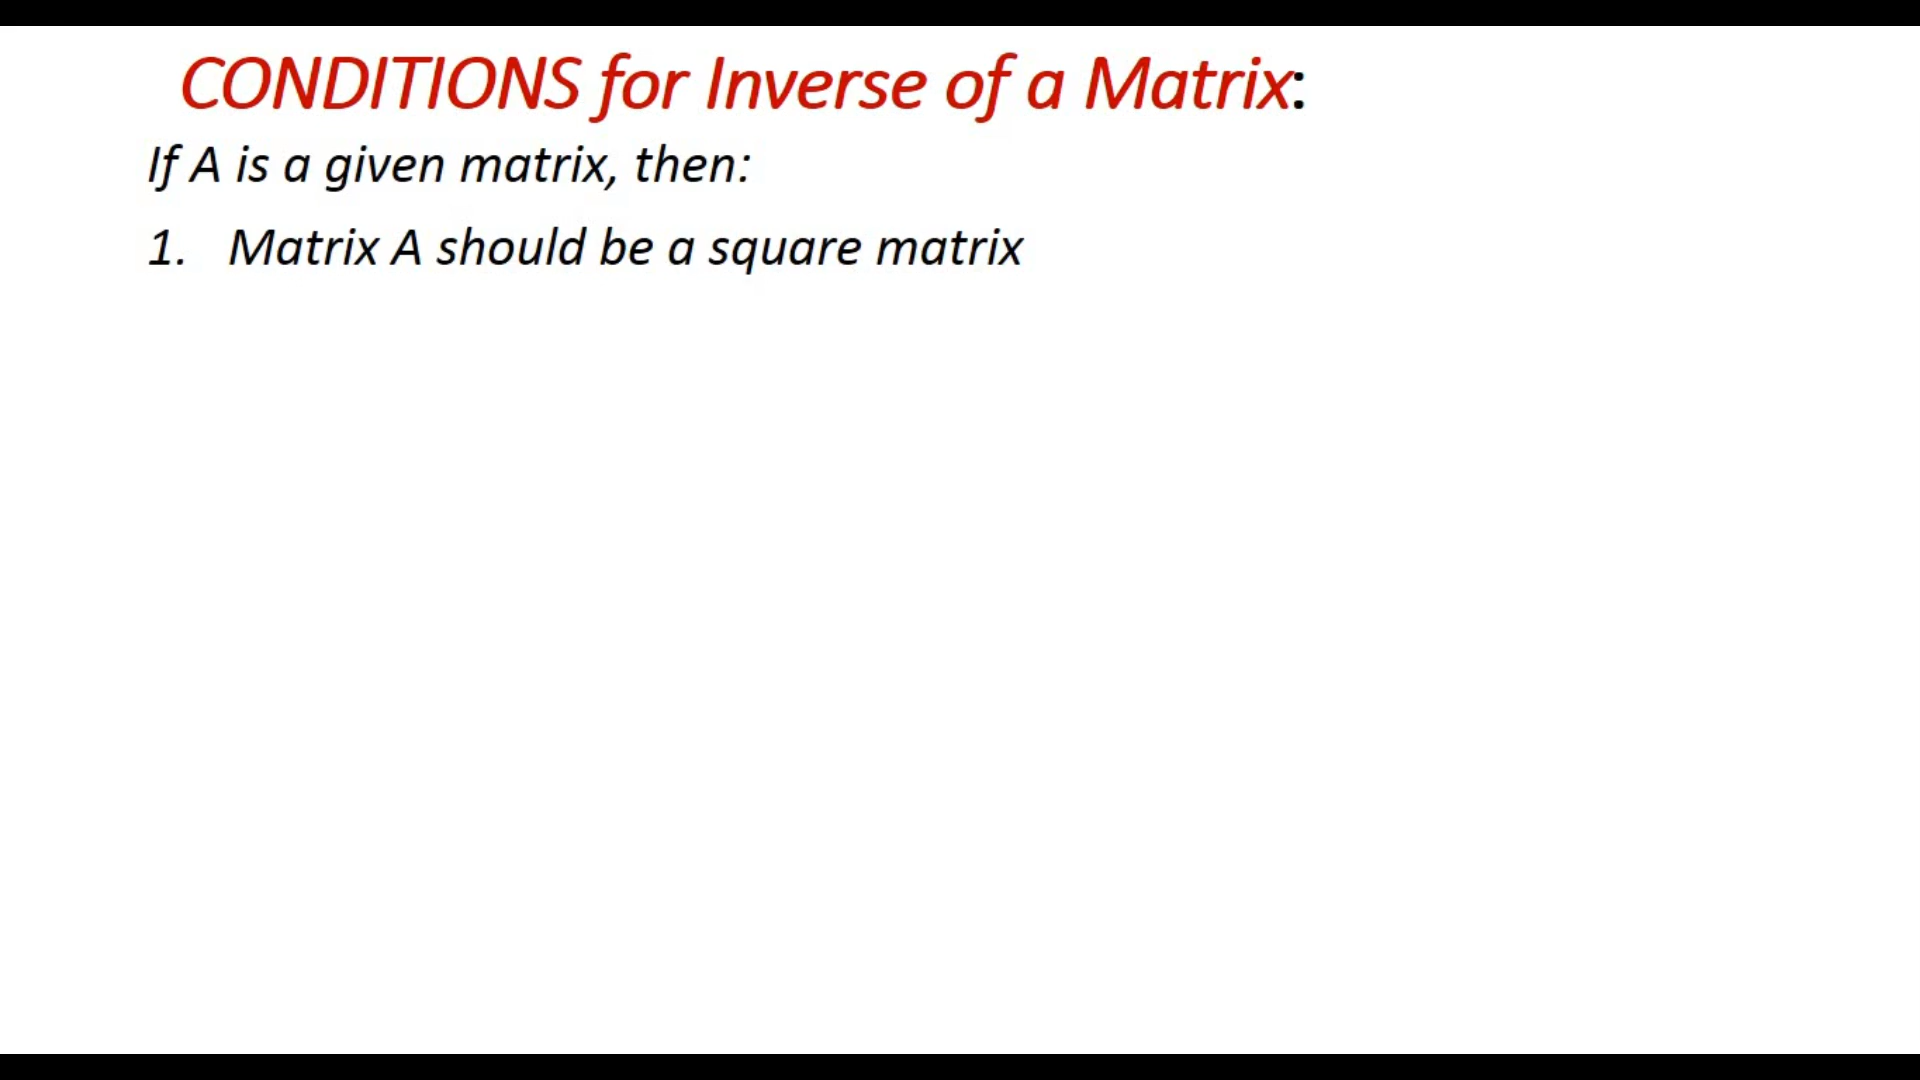 CONDITIONS for Inverse of a Matrix:
If A is a given matrix, then:
1. Matrix A should be a square matrix